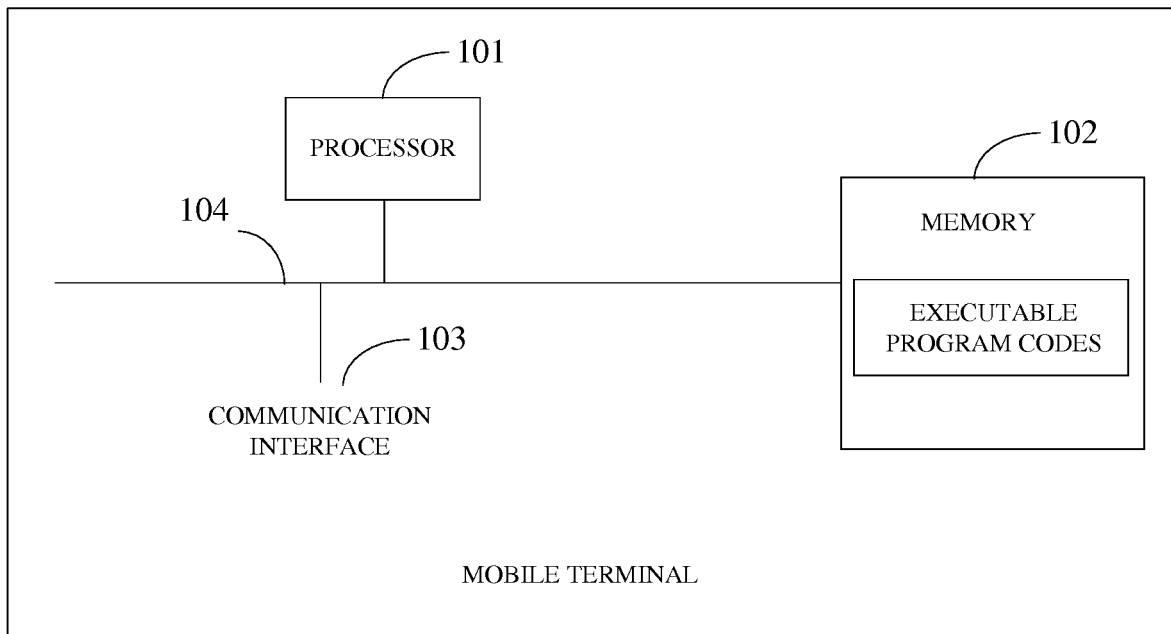 101
PROCESSOR
102
104
MEMORY
EXECUTABLE
PROGRAM CODES
103
COMMUNICATION
INTERFACE
MOBILE TERMINAL